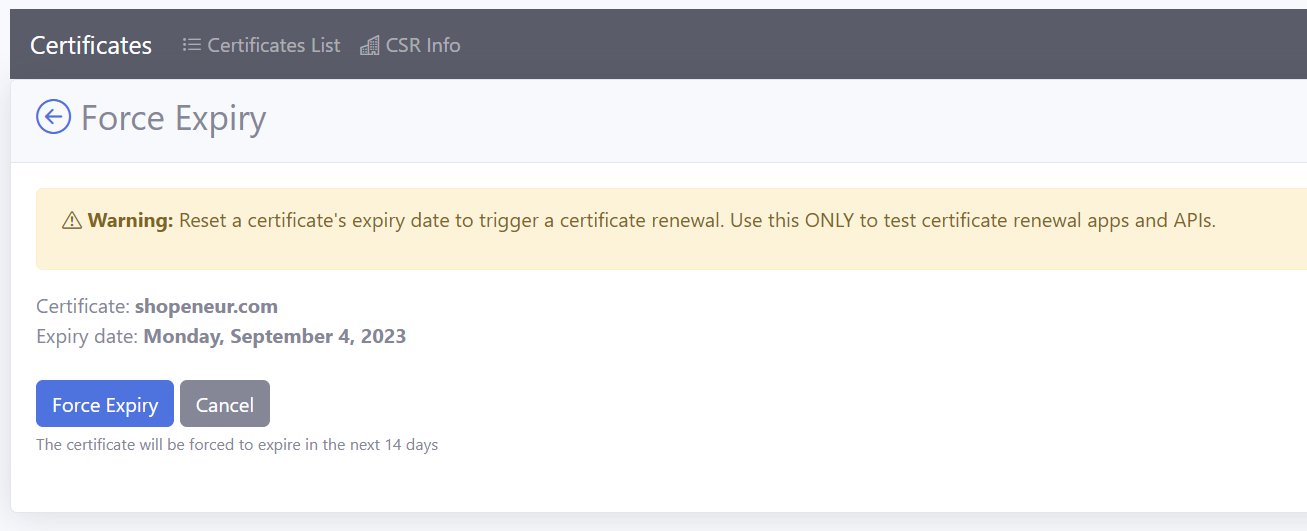 Certificates Certificates List CSR Info
Force Expiry
Warning: Reset a certificate's expiry date to trigger a certificate renewal. Use this ONLY to test certificate renewal apps and APIs.
Certificate: shopeneur.com
Expiry date: Monday, September 4, 2023
Force Expiry Cancel
The certificate will be forced to expire in the next 14 days